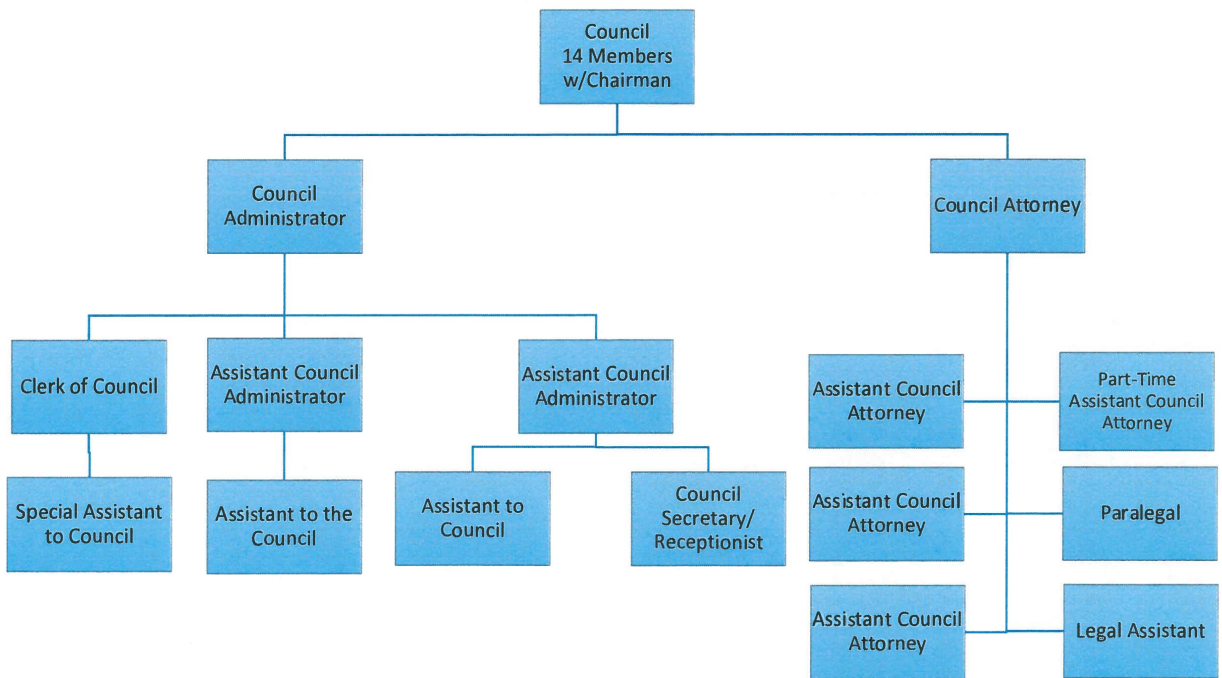 Council
14 Members
w/Chairman
Council
Administrator
Council Attorney
Clerk of Council
Assistant Council
Administrator
Assistant Council
Administrator
Special Assistant
to Council
Assistant to the
Council
Assistant to
Council
Council
Secretary/
Receptionist
Assistant Council
Attorney
Part-Time
Assistant Council
Attorney
Assistant Council
Attorney
Paralegal
Assistant Council
Attorney
Legal Assistant